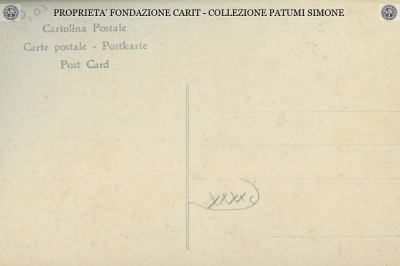 PROPRIETA' FONDAZIONE CARIT - COLLEZIONE PATUMI SIMONE
Cartolina Postale
Carte postale - Postkarte
Post Card